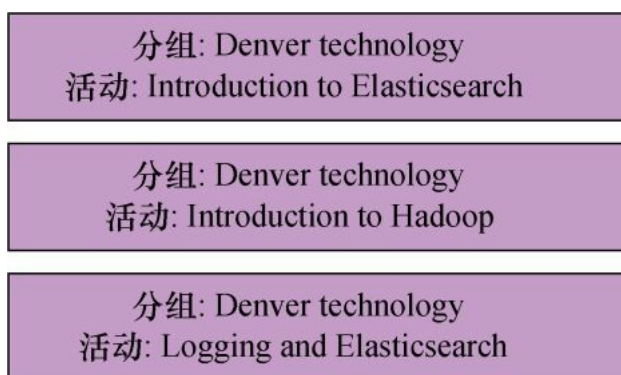 分组: Denver technology
活动: Introduction to Elasticsearch
分组: Denver technology
活动: Introduction to Hadoop
分组: Denver technology
活动: Logging and Elasticsearch